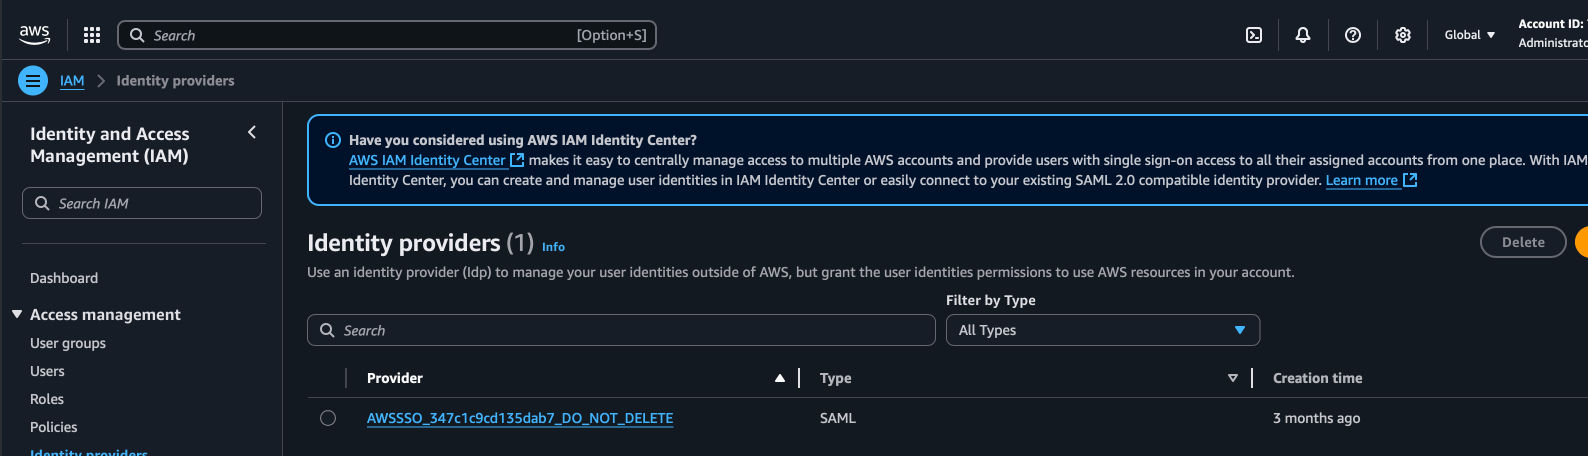 aws
Search
[Option+S]
Global
Account ID:
Administrato
IAM
Identity providers
Identity and Access
Management (IAM)
Search IAM
Dashboard
Access management
User groups
Users
Roles
Policies
Identity providers
Have you considered using AWS IAM Identity Center?
AWS IAM Identity Center makes it easy to centrally manage access to multiple AWS accounts and provide users with single sign-on access to all their assigned accounts from one place. With IAM
Identity Center, you can create and manage user identities in IAM Identity Center or easily connect to your existing SAML 2.0 compatible identity provider. Learn more
Identity providers (1) Info
Delete
Use an identity provider (Idp) to manage your user identities outside of AWS, but grant the user identities permissions to use AWS resources in your account.
Filter by Type
Search
All Types
Provider
Type
Creation time
AWSSSO_347c1c9cd135dab7_DO_NOT_DELETE
SAML
3 months ago